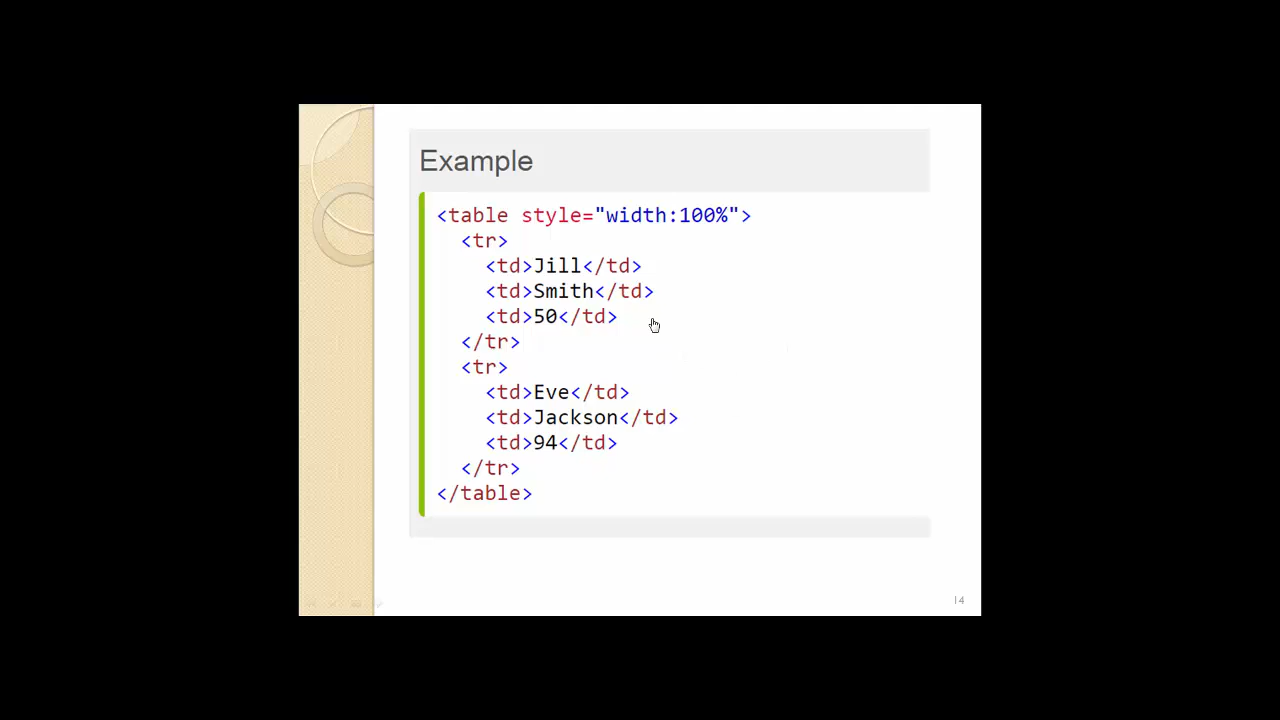 Example
<table style="width:100%">
<tr>
<td>Jill</td>
<td>Smith</td>
<td>50</td>
</tr>
<tr>
<td>Eve</td>
<td>Jackson</td>
<td>94</td>
</tr>
</table>
14